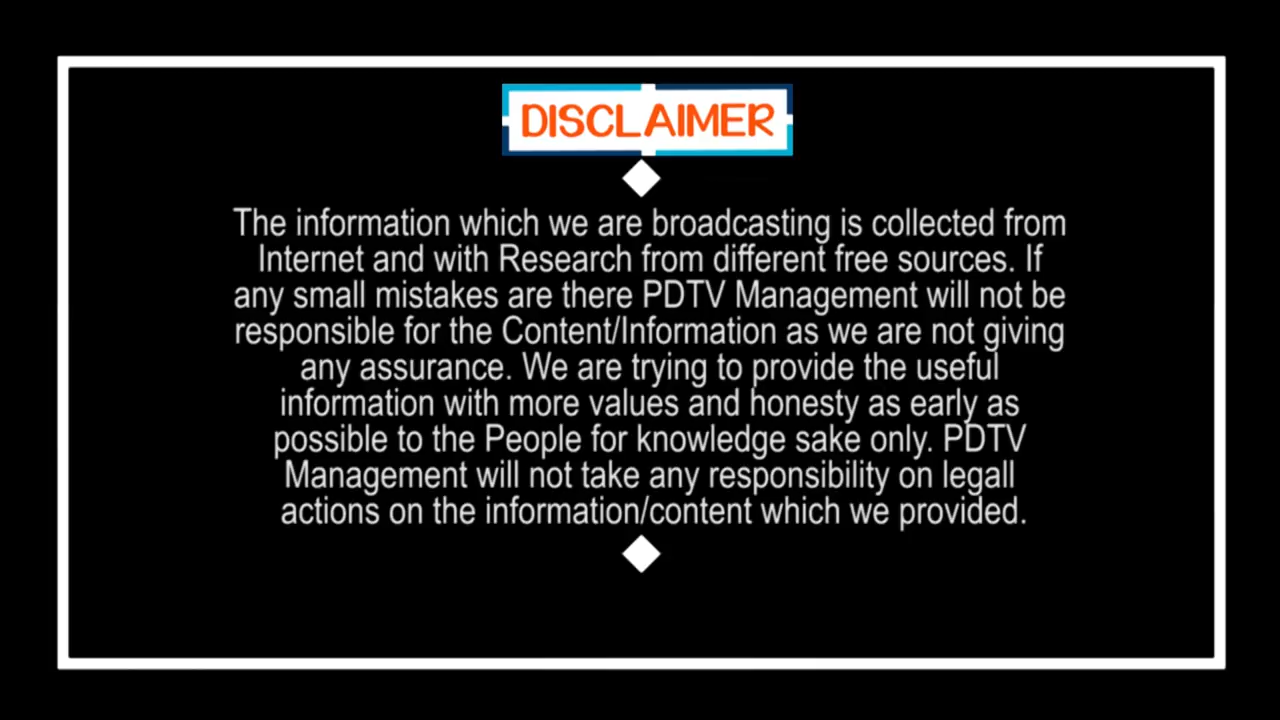 DISCLAIMER
The information which we are broadcasting is collected from
Internet and with Research from different free sources. If
any small mistakes are there PDTV Management will not be
responsible for the Content/Information as we are not giving
any assurance. We are trying to provide the useful
information with more values and honesty as early as
possible to the People for knowledge sake only. PDTV
Management will not take any responsibility on legall
actions on the information/content which we provided.